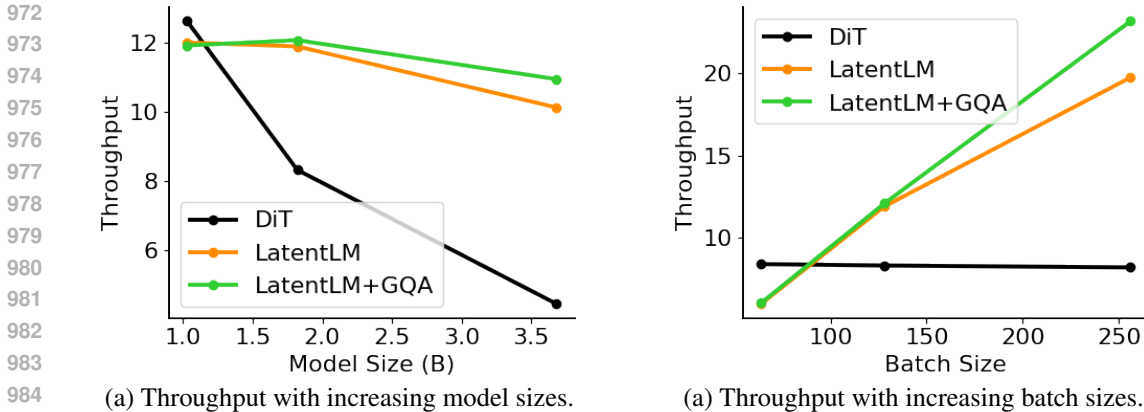 972
973
974
975
976
977
978
979
980
981
982
983
984
Throughput
12
10
8
6
DiT
LatentLM
LatentLM+GQA
1.0 1.5 2.0 2.5 3.0 3.5
Model Size (B)
(a) Throughput with increasing model sizes.
Throughput
20
15
10
DiT
LatentLM
LatentLM+GQA
100 150 200 250
Batch Size
(a) Throughput with increasing batch sizes.